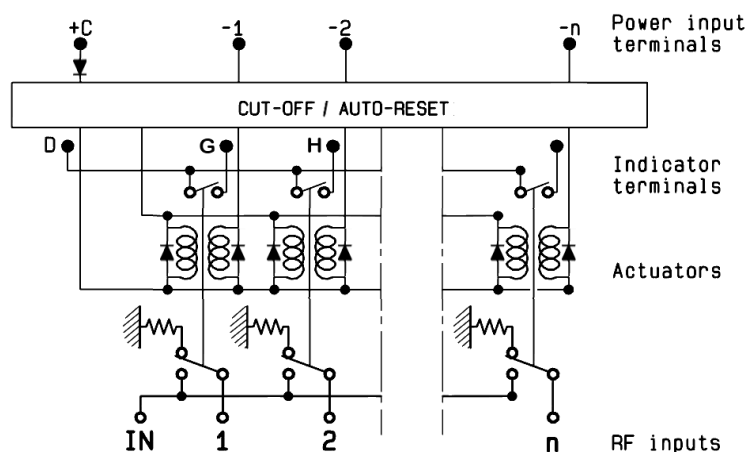 +C -1 -2 -n Power input
terminals
CUT-OFF / AUTO-RESET
D G H Indicator
terminals
Actuators
IN 1 2 n RF inputs